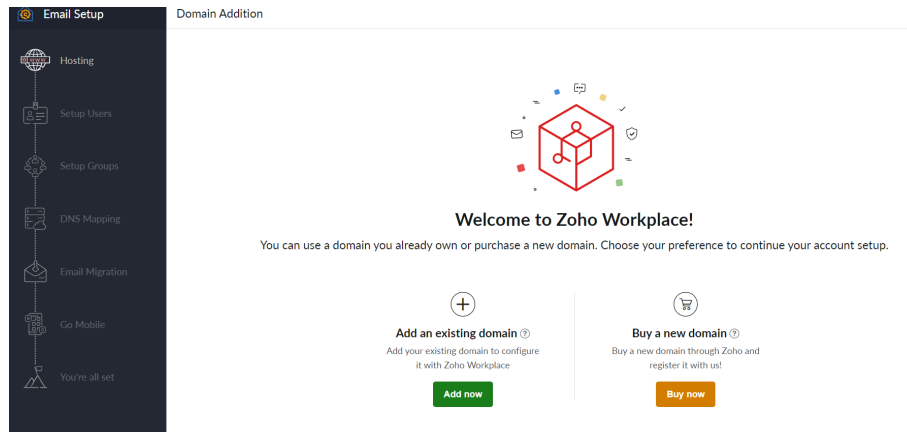 Email Setup
Domain Addition
Hosting
Setup Users
Setup Groups
DNS Mapping
Email Migration
Go Mobile
You're all set
Welcome to Zoho Workplace!
You can use a domain you already own or purchase a new domain. Choose your preference to continue your account setup.
Add an existing domain ?
Add your existing domain to configure
it with Zoho Workplace
Add now
Buy a new domain ?
Buy a new domain through Zoho and
register it with us!
Buy now